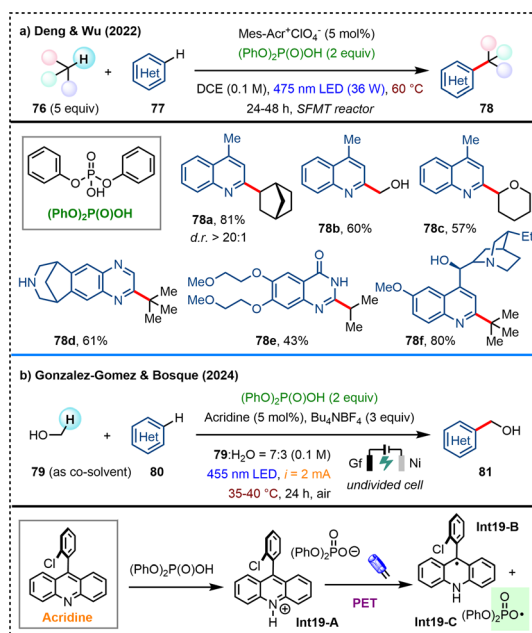 a) Deng & Wu (2022)
H
76 (5 equiv)
+
Het
H
77
Mes-Acr⁺ClO₄⁻ (5 mol%)
(PhO)₂P(O)OH (2 equiv)
DCE (0.1 M), 475 nm LED (36 W), 60 °C
24-48 h, SFMT reactor
Het
78
O
O P O
OH
(PhO)₂P(O)OH
Me
N
78a, 81%
d.r. > 20:1
Me
N
OH
78b, 60%
Me
N
O
78c, 57%
HN
N
N
Me
Me
Me
78d, 61%
MeO
O
MeO
O
O
NH
N
Me
Me
78e, 43%
Et
HO
N
MeO
N
Me
Me
Me
78f, 80%
b) Gonzalez-Gomez & Bosque (2024)
HO
H
79 (as co-solvent)
+
Het
H
80
(PhO)₂P(O)OH (2 equiv)
Acridine (5 mol%), Bu₄NBF₄ (3 equiv)
79:H₂O = 7:3 (0.1 M)
455 nm LED, i = 2 mA
35-40 °C, 24 h, air
Gf
Ni
undivided cell
Het
OH
81
Cl
N
Acridine
(PhO)₂P(O)OH
Cl
N
H
⊕
Int19-A
(PhO)₂PO⊖
O
PET
Int19-B
Cl
•
N
H
Int19-C
+
O
(PhO)₂PO•